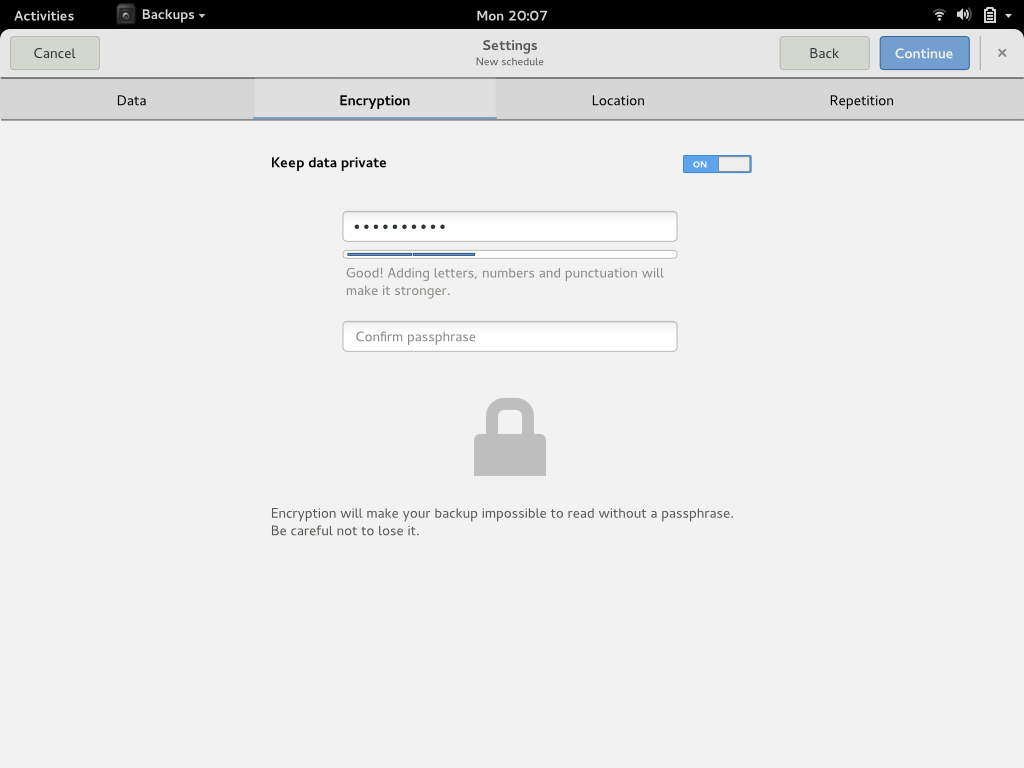 Activities
Backups
Mon 20:07
Cancel
Settings
New schedule
Back
Continue
Data
Encryption
Location
Repetition
Keep data private
ON
Good! Adding letters, numbers and punctuation will
make it stronger.
Confirm passphrase
Encryption will make your backup impossible to read without a passphrase.
Be careful not to lose it.